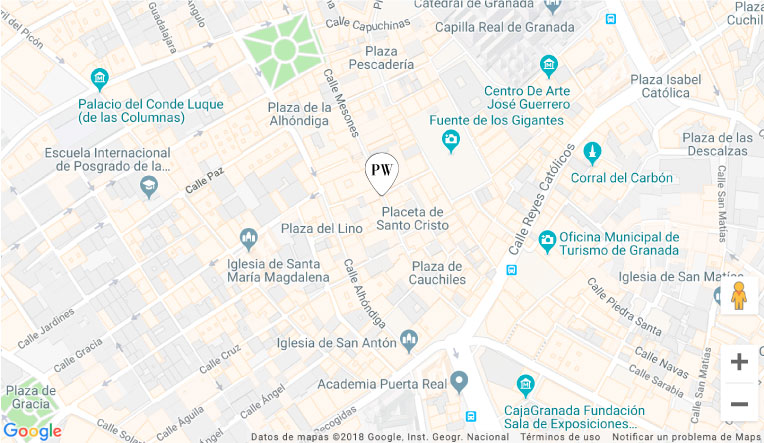 Catedral de Granada
Capilla Real de Granada
Calle Capuchinas
Guadalajara
del Picón
Plaza
Pescadería
Calle Mesones
Plaza
Cuchil
Centro De Arte
José Guerrero
Plaza Isabel
Católica
Palacio del Conde Luque
(de las Columnas)
Plaza de la
Alhóndiga
Fuente de los Gigantes
Plaza de las
Descalzas
Escuela Internacional
de Posgrado de la...
Calle Paz
PW
Corral del Carbón
Calle Reyes Católicos
Calle San Matías
Placeta de
Santo Cristo
Plaza del Lino
Oficina Municipal de
Turismo de Granada
Iglesia de Santa
María Magdalena
Plaza de
Cauchiles
Iglesia de San Matías
Calle Alhóndiga
Calle Piedra Santa
Calle Jardines
Calle Gracia
Calle Cruz
Iglesia de San Antón
Calle Navas
Calle Sarabia
Calle San Matías
Plaza de
Gracia
Calle Ángel
Academia Puerta Real
Calle Águila
Recogidas
CajaGranada Fundación
Sala de Exposiciones...
Calle Sola
+
−
Google
Datos de mapas ©2018 Google, Inst. Geogr. Nacional
Términos de uso
Notificar un problema de Maps